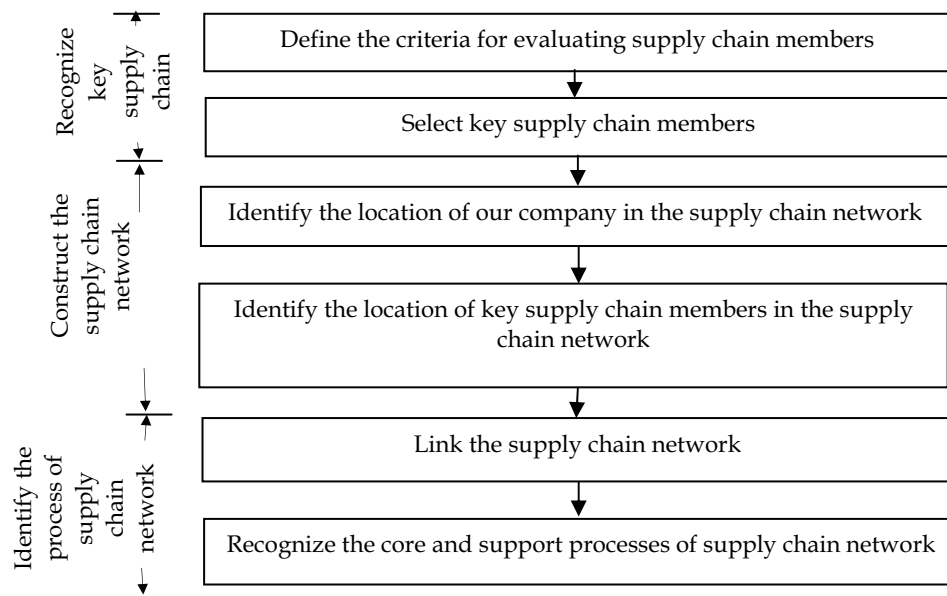 Recognize
key
supply
chain
Define the criteria for evaluating supply chain members
Select key supply chain members
Construct the
supply chain
network
Identify the location of our company in the supply chain network
Identify the location of key supply chain members in the supply
chain network
Identify the
process of
supply
chain
network
Link the supply chain network
Recognize the core and support processes of supply chain network